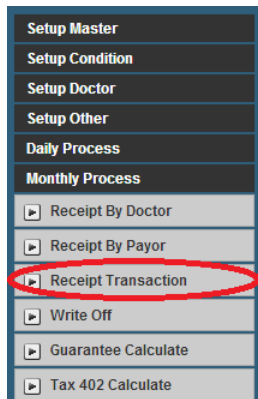 Setup Master
Setup Condition
Setup Doctor
Setup Other
Daily Process
Monthly Process
Receipt By Doctor
Receipt By Payor
Receipt Transaction
Write Off
Guarantee Calculate
Tax 402 Calculate